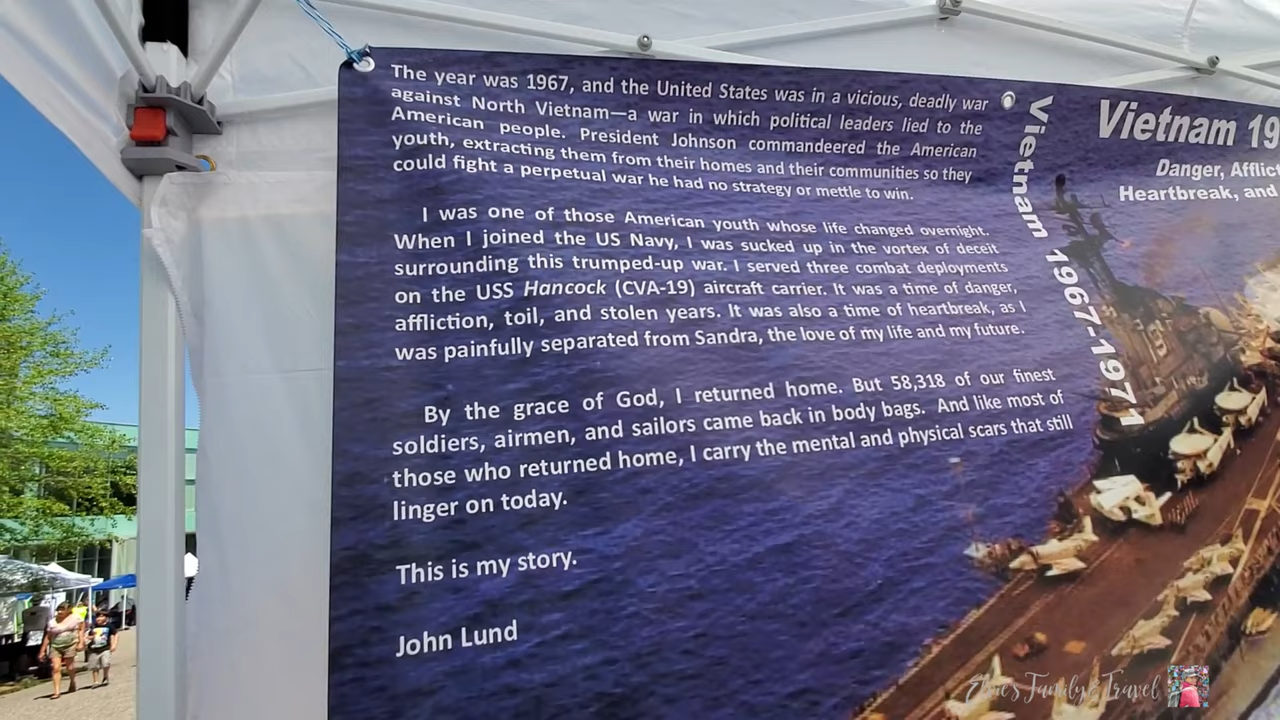 The year was 1967, and the United States was in a vicious, deadly war
against North Vietnam—a war in which political leaders lied to the
American people. President Johnson commandeered the American
youth, extracting them from their homes and their communities so they
could fight a perpetual war he had no strategy or mettle to win.
I was one of those American youth whose life changed overnight.
When I joined the US Navy, I was sucked up in the vortex of deceit
surrounding this trumped-up war. I served three combat deployments
on the USS Hancock (CVA-19) aircraft carrier. It was a time of danger,
affliction, toil, and stolen years. It was also a time of heartbreak, as I
was painfully separated from Sandra, the love of my life and my future.
By the grace of God, I returned home. But 58,318 of our finest
soldiers, airmen, and sailors came back in body bags. And like most of
those who returned home, I carry the mental and physical scars that still
linger on today.
This is my story.
John Lund
Vietnam 1967-1971
Vietnam 19
Danger, Afflict
Heartbreak, and
Elsie's Family & Travel